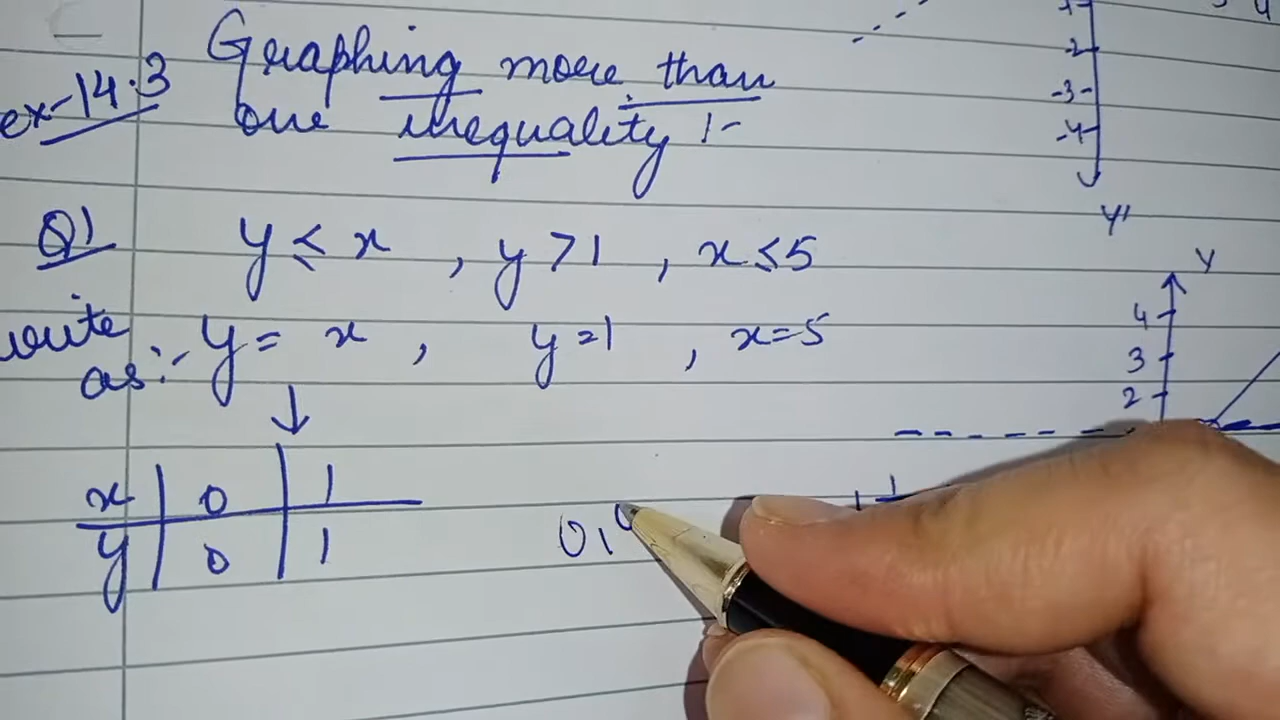 ex-14.3
Graphing more than
one inequality :-
Q1 y ≤ x , y > 1 , x ≤ 5
write as:- y = x , y = 1 , x = 5
↓
x | 0 | 1
y | 0 | 1
0,0
-2
-3
-4
Y'
Y
4
3
2
1